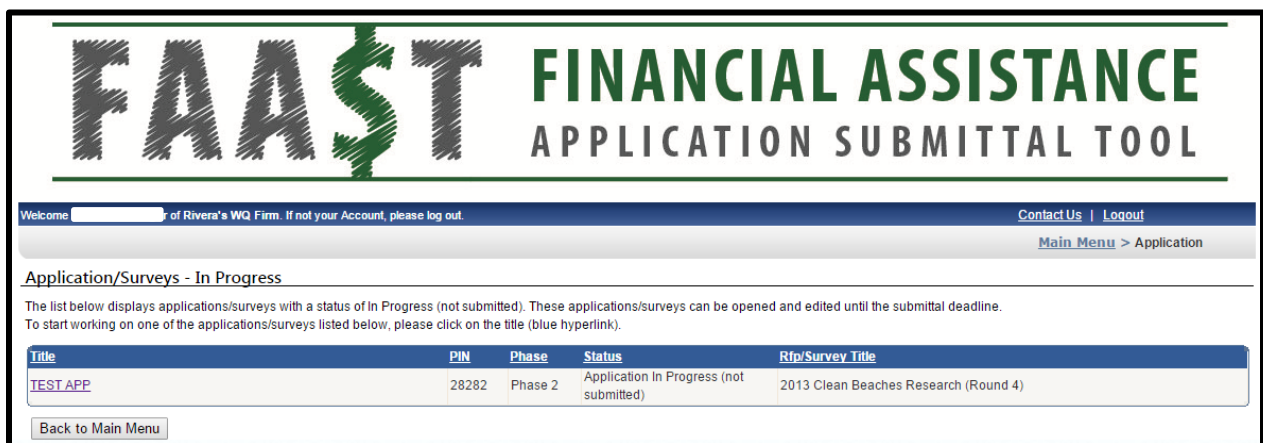 FAA$T FINANCIAL ASSISTANCE
APPLICATION SUBMITTAL TOOL
Welcome r of Rivera's WQ Firm. If not your Account, please log out. Contact Us | Logout
Main Menu > Application
Application/Surveys - In Progress
The list below displays applications/surveys with a status of In Progress (not submitted). These applications/surveys can be opened and edited until the submittal deadline.
To start working on one of the applications/surveys listed below, please click on the title (blue hyperlink).
Title PIN Phase Status Rfp/Survey Title
TEST APP 28282 Phase 2 Application In Progress (not submitted) 2013 Clean Beaches Research (Round 4)
Back to Main Menu